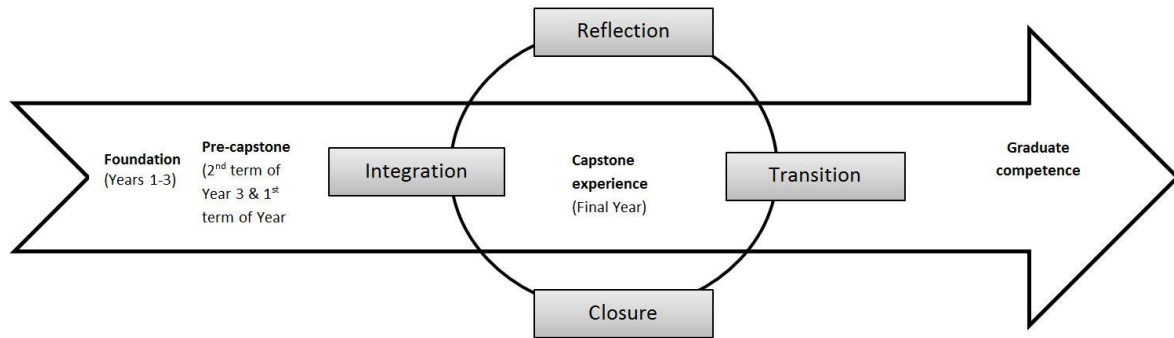 Reflection
Foundation
(Years 1-3)
Pre-capstone
(2nd term of
Year 3 & 1st
term of Year
Integration
Capstone
experience
(Final Year)
Transition
Graduate
competence
Closure